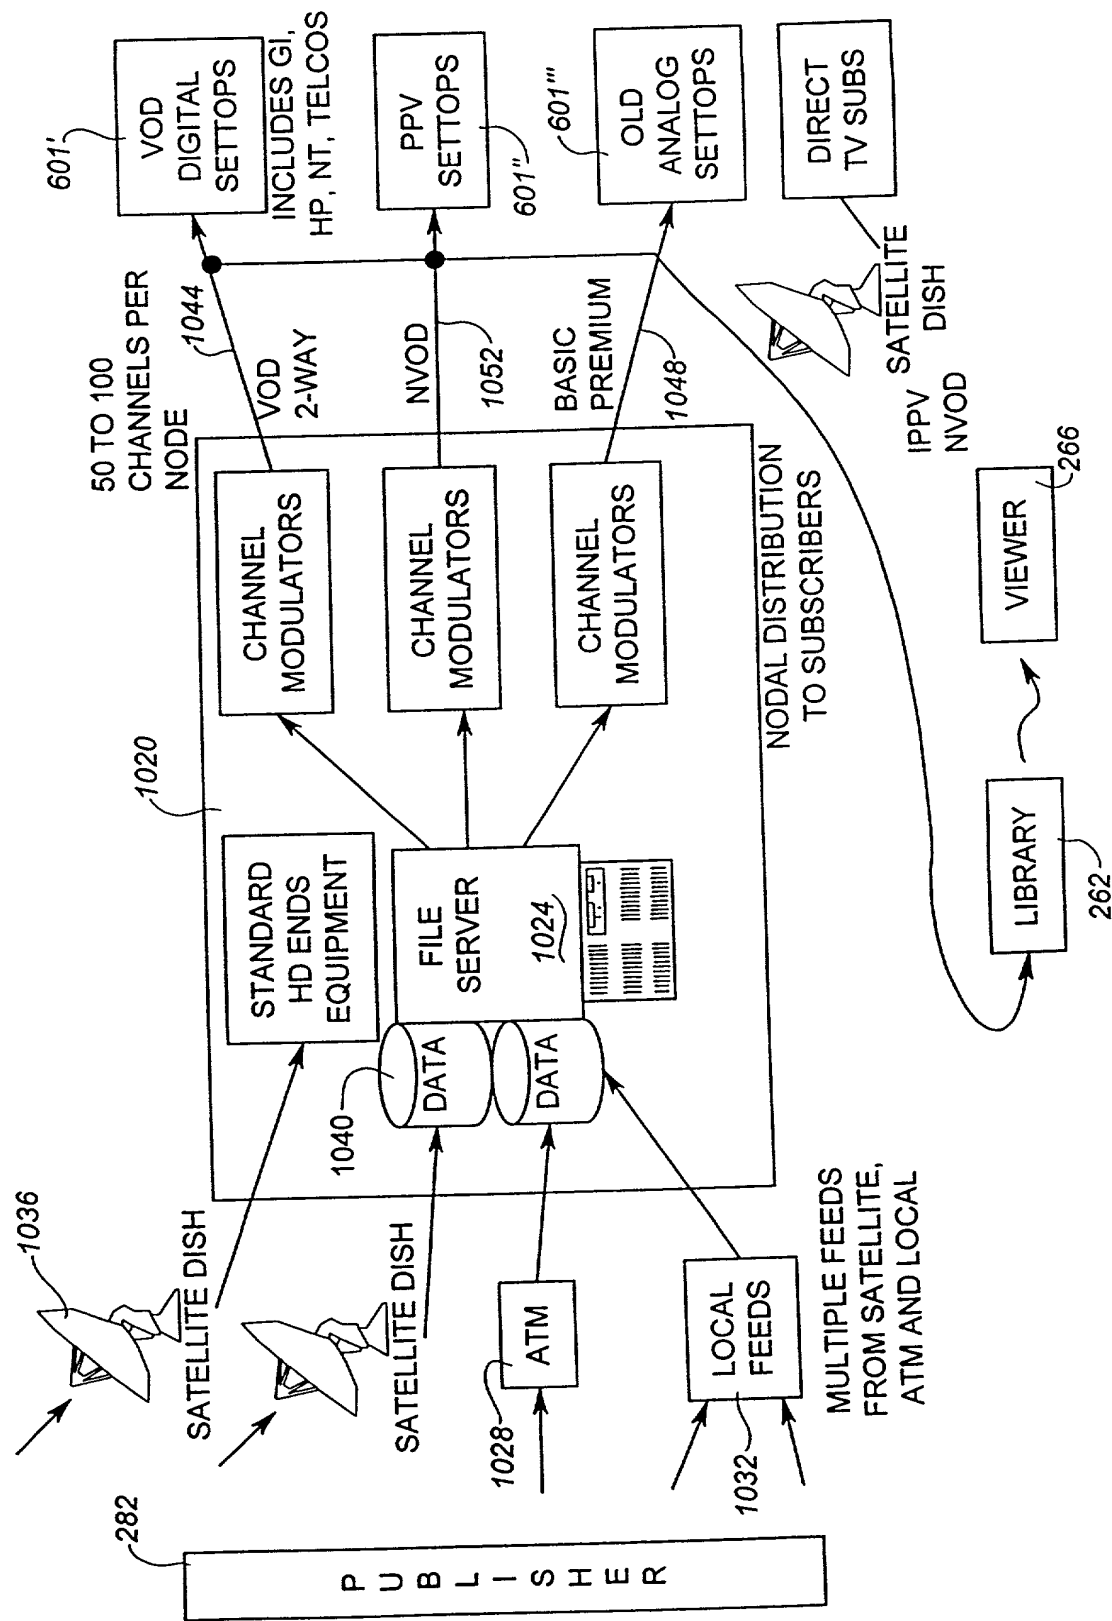 282
PUBLISHER
1036
SATELLITE DISH
SATELLITE DISH
1028
ATM
1032
LOCAL
FEEDS
MULTIPLE FEEDS
FROM SATELLITE,
ATM AND LOCAL
1020
STANDARD
HD ENDS
EQUIPMENT
1040
DATA
DATA
FILE
SERVER
1024
CHANNEL
MODULATORS
CHANNEL
MODULATORS
CHANNEL
MODULATORS
NODAL DISTRIBUTION
TO SUBSCRIBERS
50 TO 100
CHANNELS PER
NODE
1044
VOD
2-WAY
NVOD
1052
BASIC
PREMIUM
1048
601'
VOD
DIGITAL
SETTOPS
INCLUDES GI,
HP, NT, TELCOS
PPV
SETTOPS
601"
601'"
OLD
ANALOG
SETTOPS
DIRECT
TV SUBS
SATELLITE
DISH
IPPV
NVOD
LIBRARY
262
VIEWER
266